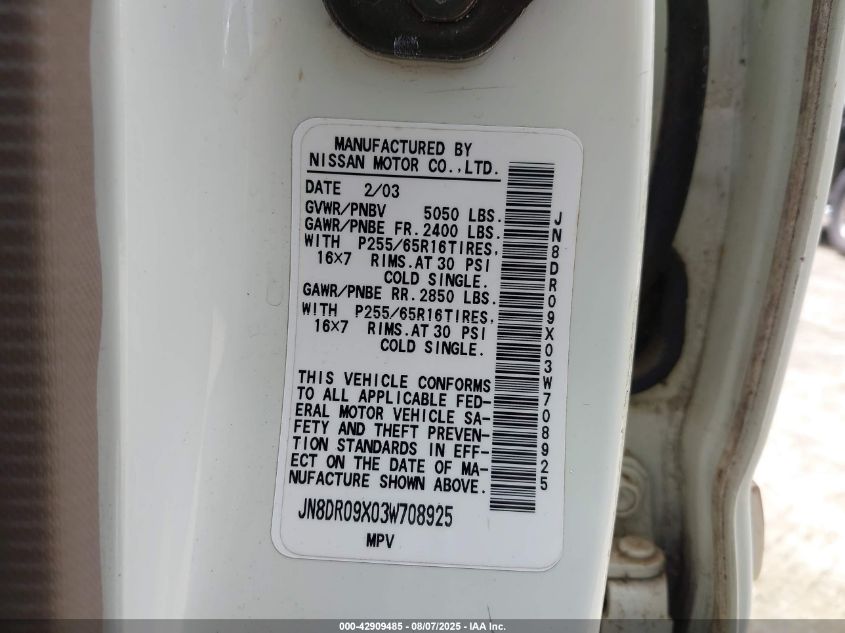 MANUFACTURED BY
NISSAN MOTOR CO.,LTD.
DATE 2/03
GVWR/PNBV 5050 LBS.
GAWR/PNBE FR. 2400 LBS.
WITH P255/65R16TIRES,
16×7 RIMS.AT 30 PSI
COLD SINGLE.
GAWR/PNBE RR. 2850 LBS.
WITH P255/65R16TIRES,
16×7 RIMS.AT 30 PSI
COLD SINGLE.
THIS VEHICLE CONFORMS
TO ALL APPLICABLE FED-
ERAL MOTOR VEHICLE SA-
FETY AND THEFT PREVEN-
TION STANDARDS IN EFF-
ECT ON THE DATE OF MA-
NUFACTURE SHOWN ABOVE.
JN8DR09X03W708925
MPV
JN8DR09X03W708925
000-42909485 - 08/07/2025 - IAA Inc.